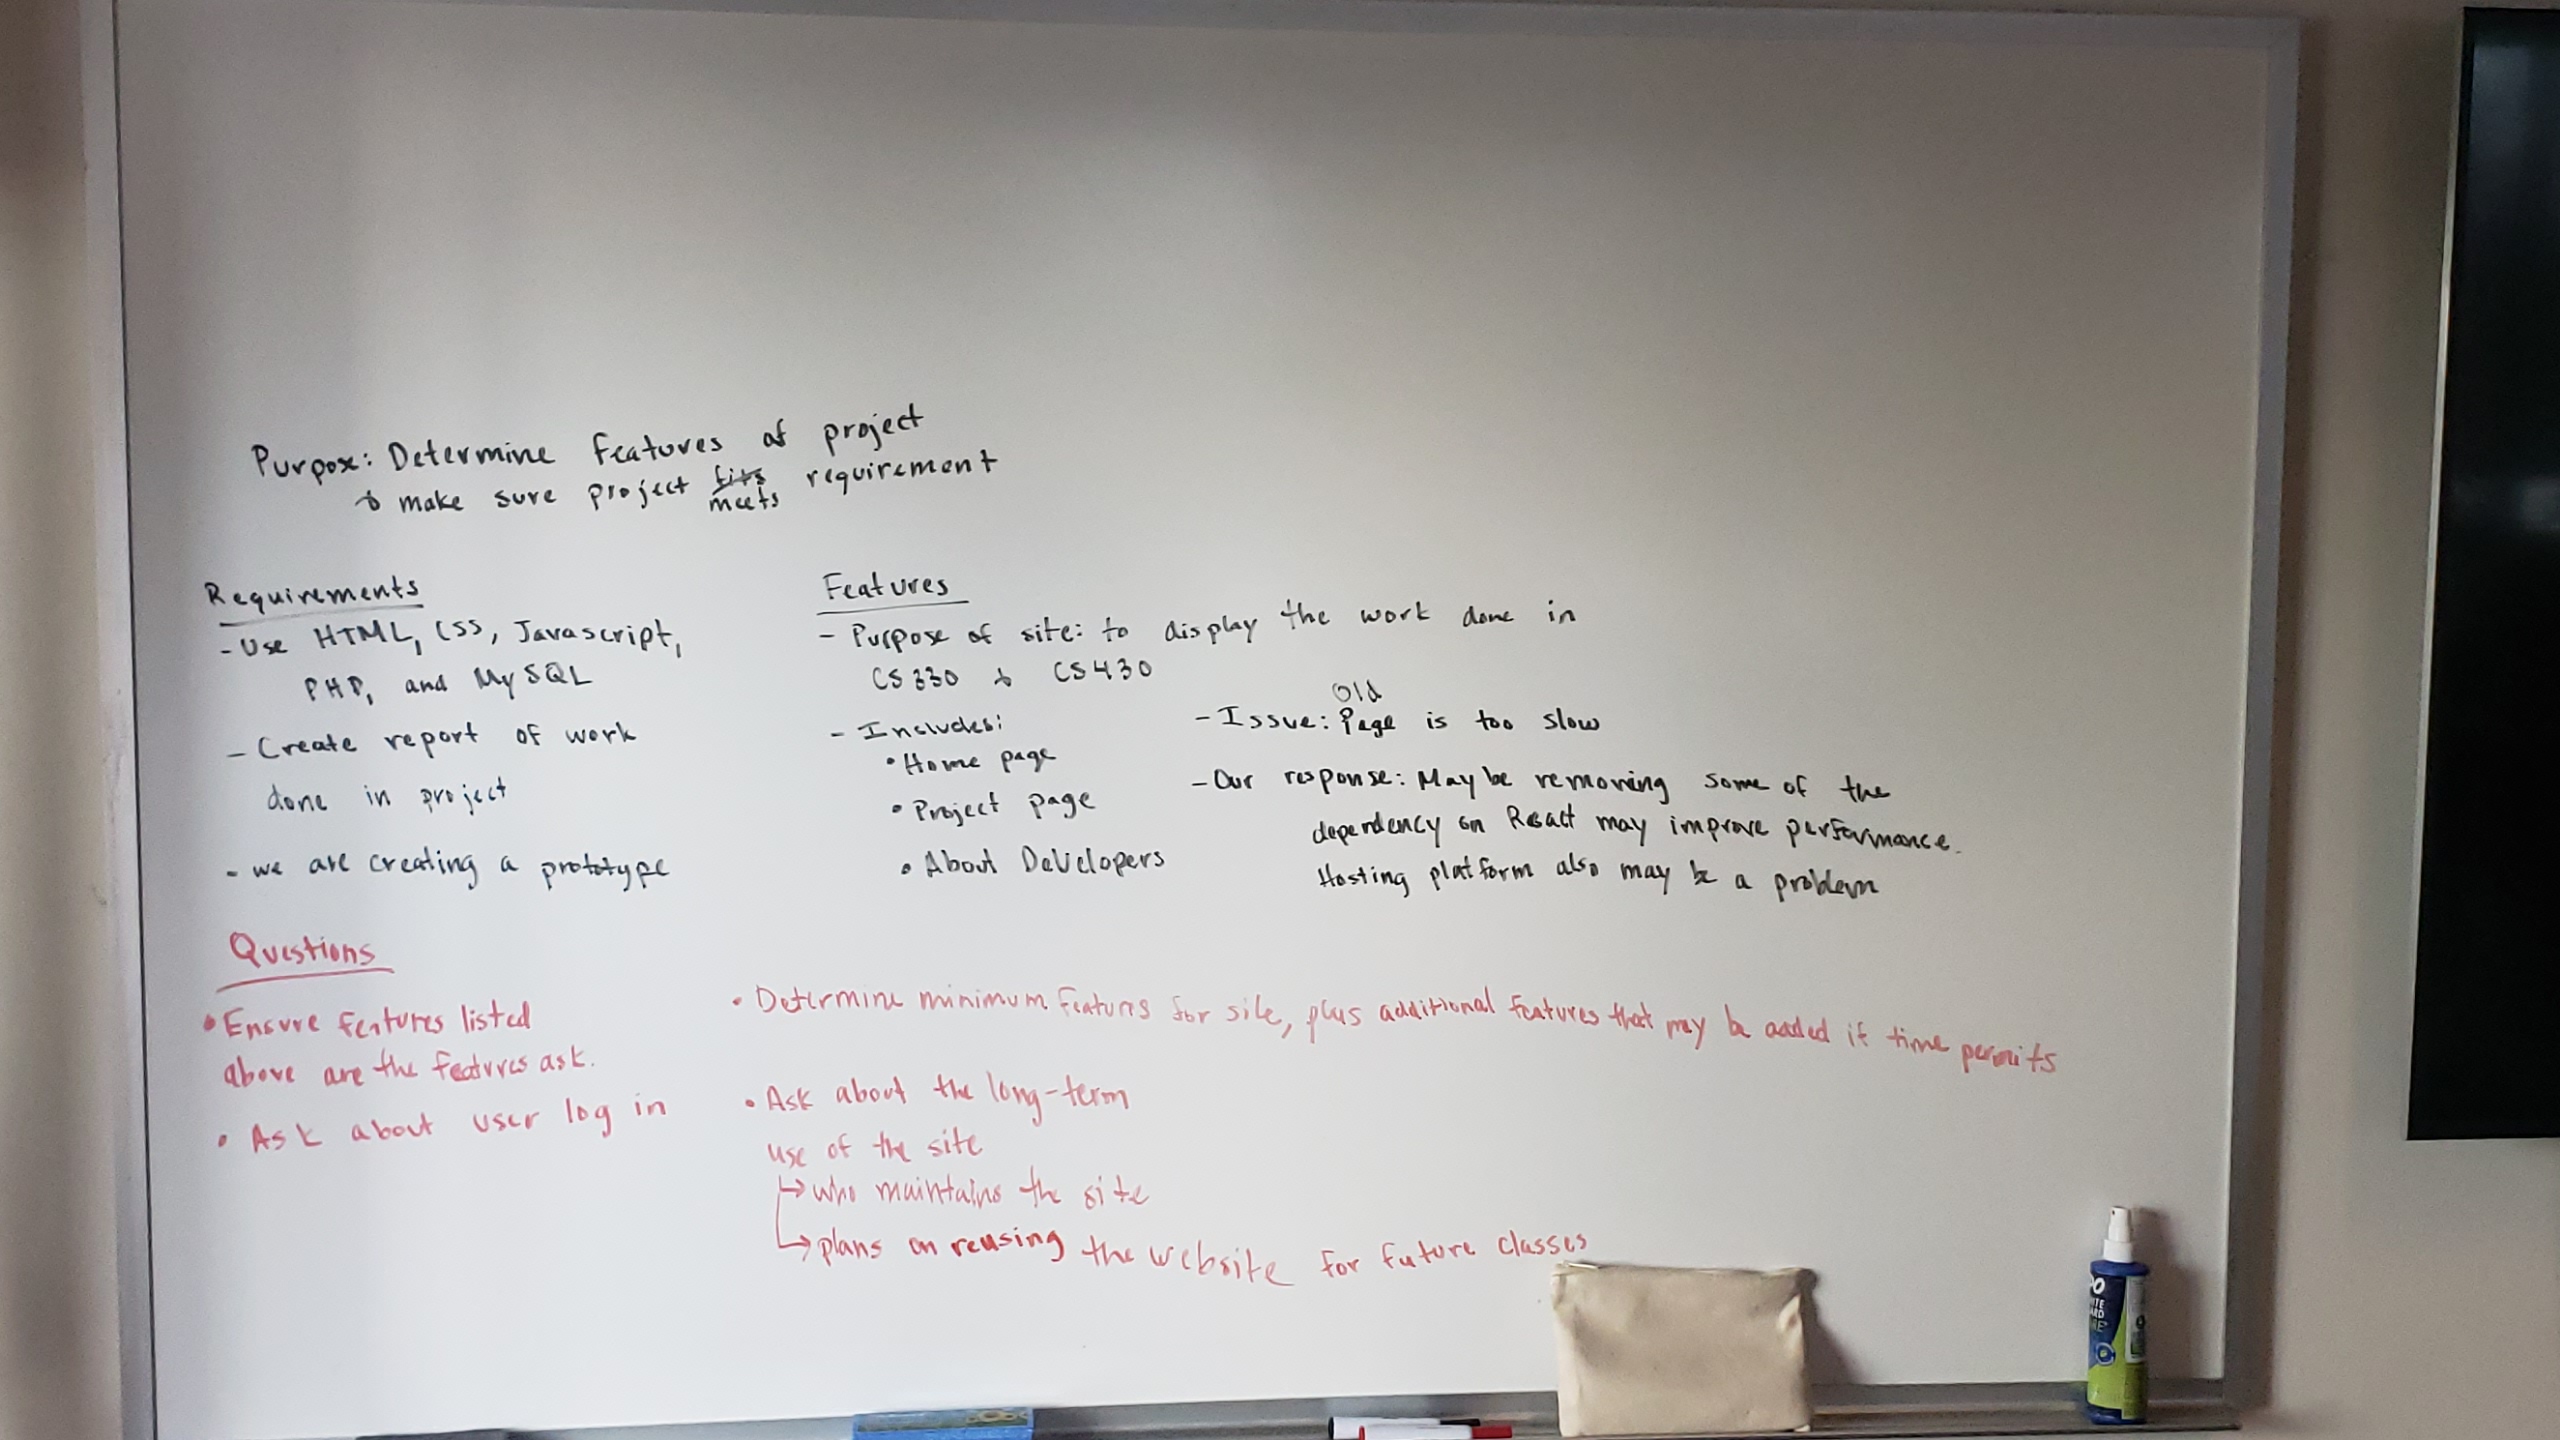 Purpose: Determine features of project
& make sure project fits meets requirement
Requirements
- Use HTML, CSS, Javascript,
PHP, and MySQL
- Create report of work
done in project
- we are creating a prototype
Features
- Purpose of site: to display the work done in
CS 330 & CS 430
- Includes:
• Home page
• Project page
• About Developers
- Issue: Old Page is too slow
- Our response: Maybe removing some of the
dependency on React may improve performance.
Hosting platform also may be a problem
Questions
• Ensure features listed
above are the features ask.
• Ask about user log in
• Determine minimum features for site, plus additional features that may be added if time permits
• Ask about the long-term
use of the site
↳ who maintains the site
↳ plans on reusing the website for future classes